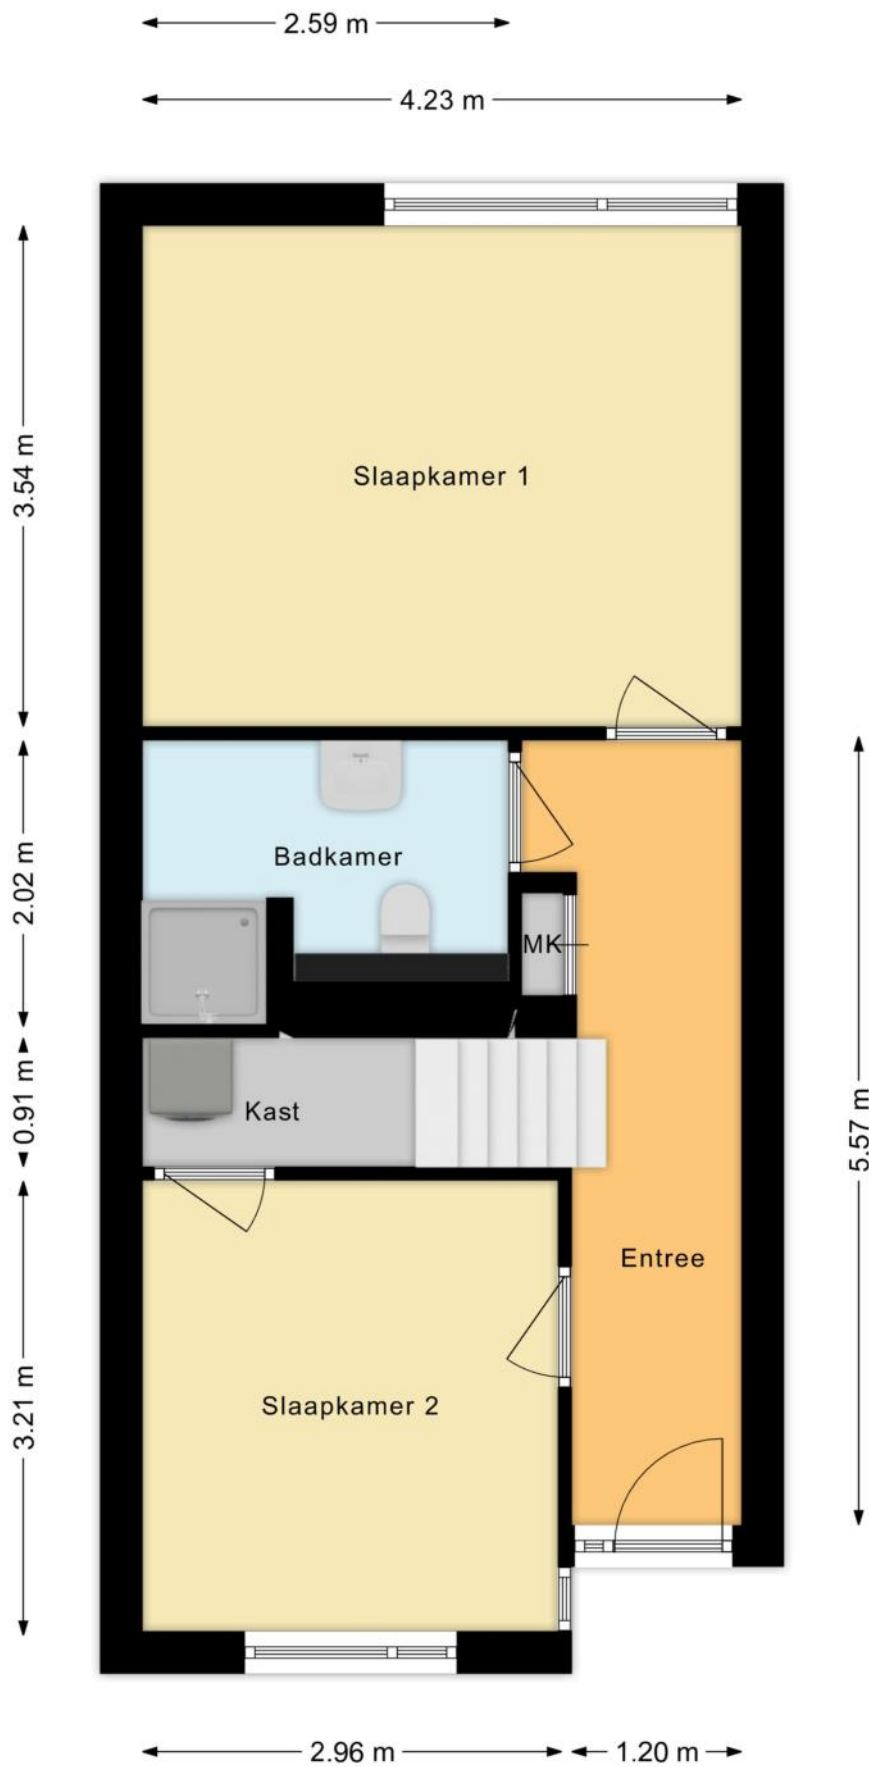 2.59 m
4.23 m
3.54 m
Slaapkamer 1
Badkamer
2.02 m
MK
0.91 m
Kast
5.57 m
Entree
3.21 m
Slaapkamer 2
2.96 m
1.20 m